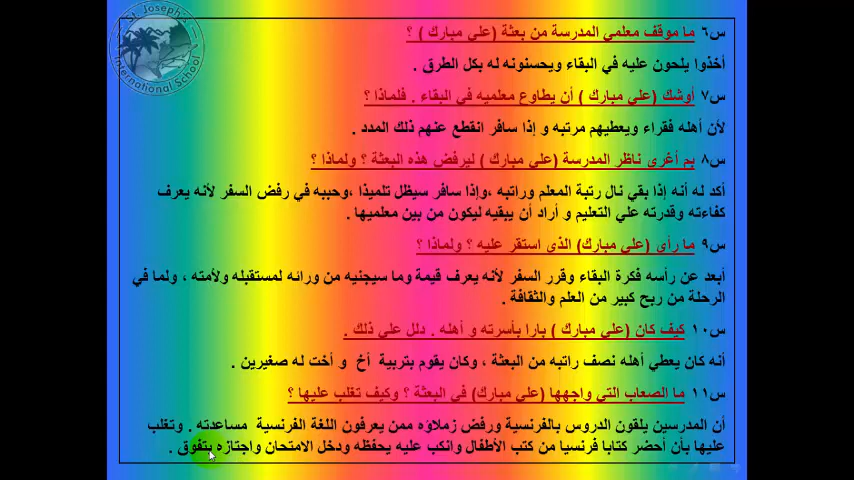 St. Joseph's
International School
س٦ ما موقف معلمي المدرسة من بعثة (علي مبارك ) ؟
أخذوا يلحون عليه في البقاء ويحسنونه له بكل الطرق .
س٧ أوشك (علي مبارك ) أن يطاوع معلميه في البقاء . فلماذا ؟
لأن أهله فقراء ويعطيهم مرتبه و إذا سافر انقطع عنهم ذلك المدد .
س٨ بم أغرى ناظر المدرسة (علي مبارك ) ليرفض هذه البعثة ؟ ولماذا ؟
أكد له أنه إذا بقي نال رتبة المعلم وراتبه ،وإذا سافر سيظل تلميذا ،وحببه في رفض السفر لأنه يعرف
كفاءته وقدرته علي التعليم و أراد أن يبقيه ليكون من بين معلميها .
س٩ ما رأي (علي مبارك) الذي استقر عليه ؟ ولماذا ؟
أبعد عن رأسه فكرة البقاء وقرر السفر لأنه يعرف قيمة وما سيجنيه من ورائه لمستقبله ولأمته ، ولما في
الرحلة من ربح كبير من العلم والثقافة .
س١٠ كيف كان (علي مبارك ) بارا بأسرته و أهله . دلل علي ذلك .
أنه كان يعطي أهله نصف راتبه من البعثة ، وكان يقوم بتربية أخ و أخت له صغيرين .
س١١ ما الصعاب التي واجهها (علي مبارك) في البعثة ؟ وكيف تغلب عليها ؟
أن المدرسين يلقون الدروس بالفرنسية ورفض زملاؤه ممن يعرفون اللغة الفرنسية مساعدته . وتغلب
عليها بأن أحضر كتابا فرنسيا من كتب الأطفال وانكب عليه يحفظه ودخل الامتحان واجتازه بتفوق .